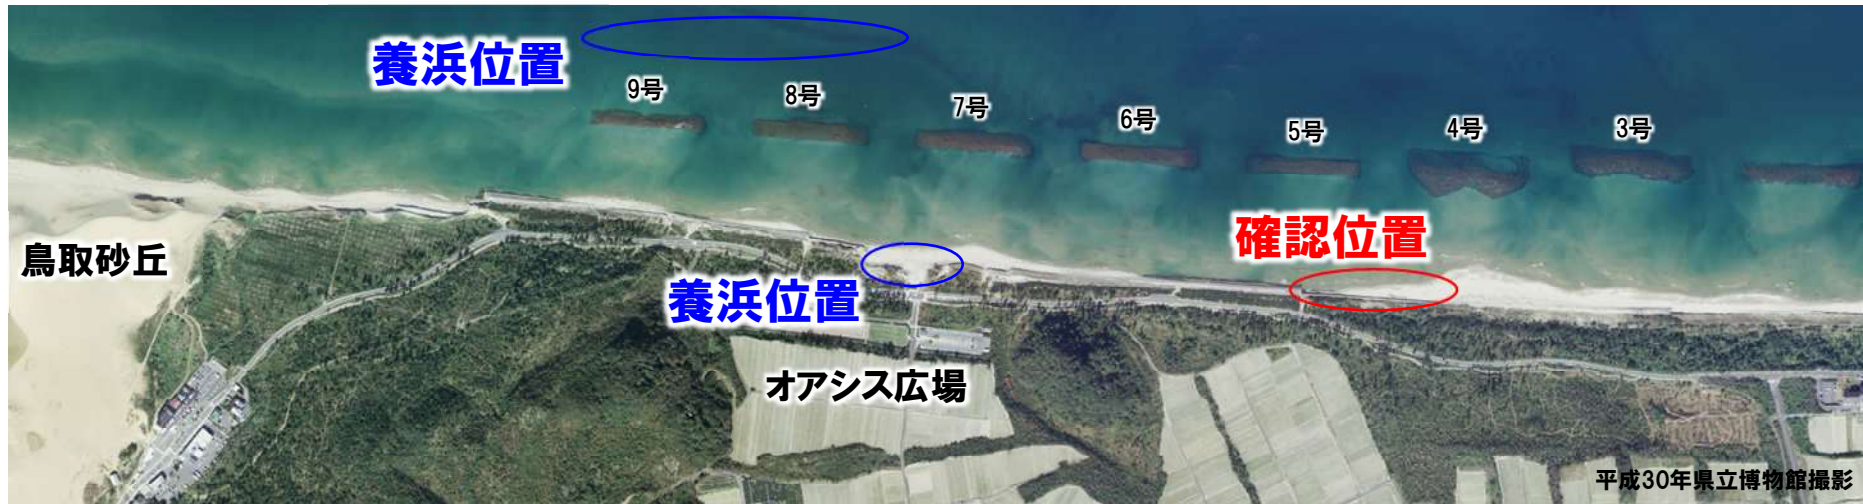 養浜位置
9号
8号
7号
6号
5号
4号
3号
確認位置
鳥取砂丘
養浜位置
オアシス広場
平成30年県立博物館撮影